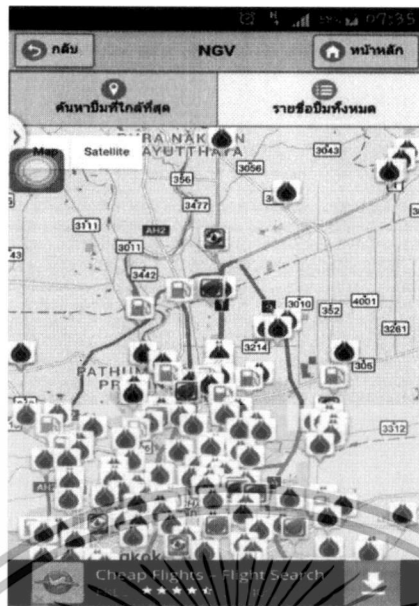 07:35
กลับ
NGV
หน้าหลัก
ค้นหาปั๊มที่ใกล้ที่สุด
รายชื่อปั๊มทั้งหมด
Map
Satellite
AYUTTHAYA
3043
3056
356
3477
3111
AH2
3011
43
3442
3010
352
4001
3261
3214
305
PATHUM
3312
Cheap Flights - Flight Search